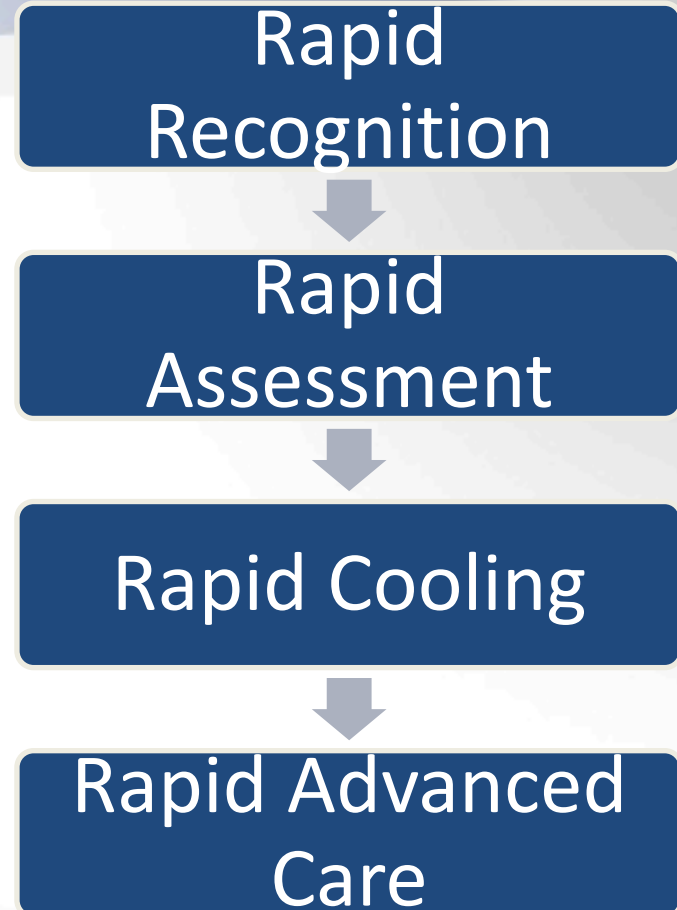 Rapid
Recognition
Rapid
Assessment
Rapid Cooling
Rapid Advanced
Care